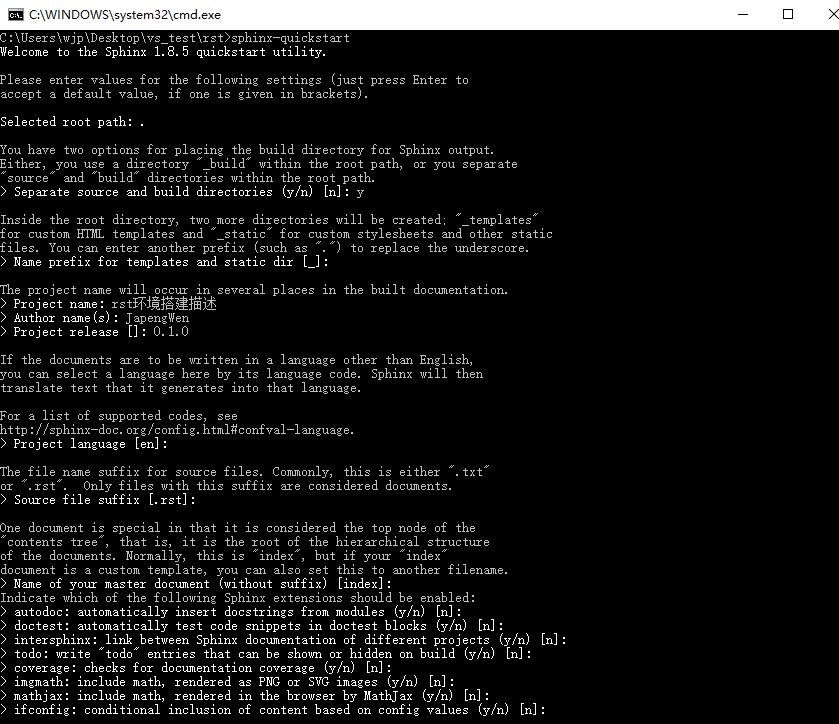 C:\WINDOWS\system32\cmd.exe
C:\Users\wjp\Desktop\vs_test\rst>sphinx-quickstart
Welcome to the Sphinx 1.8.5 quickstart utility.
Please enter values for the following settings (just press Enter to
accept a default value, if one is given in brackets).
Selected root path: .
You have two options for placing the build directory for Sphinx output.
Either, you use a directory "_build" within the root path, or you separate
"source" and "build" directories within the root path.
> Separate source and build directories (y/n) [n]: y
Inside the root directory, two more directories will be created; "_templates"
for custom HTML templates and "_static" for custom stylesheets and other static
files. You can enter another prefix (such as ".") to replace the underscore.
> Name prefix for templates and static dir [_]:
The project name will occur in several places in the built documentation.
> Project name: rst环境搭建描述
> Author name(s): JapengWen
> Project release []: 0.1.0
If the documents are to be written in a language other than English,
you can select a language here by its language code. Sphinx will then
translate text that it generates into that language.
For a list of supported codes, see
http://sphinx-doc.org/config.html#confval-language.
> Project language [en]:
The file name suffix for source files. Commonly, this is either ".txt"
or ".rst".  Only files with this suffix are considered documents.
> Source file suffix [.rst]:
One document is special in that it is considered the top node of the
"contents tree", that is, it is the root of the hierarchical structure
of the documents. Normally, this is "index", but if your "index"
document is a custom template, you can also set this to another filename.
> Name of your master document (without suffix) [index]:
Indicate which of the following Sphinx extensions should be enabled:
> autodoc: automatically insert docstrings from modules (y/n) [n]:
> doctest: automatically test code snippets in doctest blocks (y/n) [n]:
> intersphinx: link between Sphinx documentation of different projects (y/n) [n]:
> todo: write "todo" entries that can be shown or hidden on build (y/n) [n]:
> coverage: checks for documentation coverage (y/n) [n]:
> imgmath: include math, rendered as PNG or SVG images (y/n) [n]:
> mathjax: include math, rendered in the browser by MathJax (y/n) [n]:
> ifconfig: conditional inclusion of content based on config values (y/n) [n]: